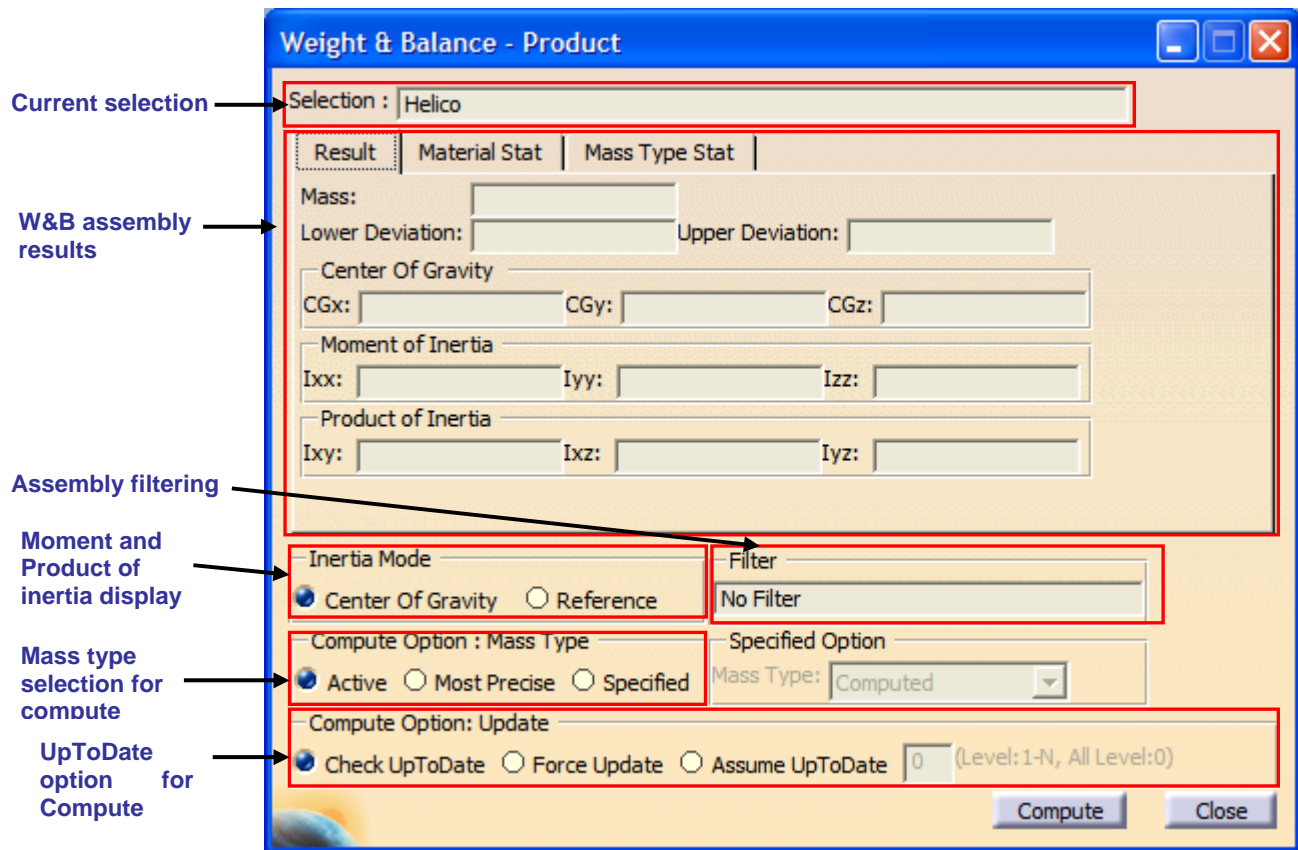 Weight & Balance - Product
Current selection
Selection : Helico
Result Material Stat Mass Type Stat
Mass:
W&B assembly
results
Lower Deviation: Upper Deviation:
Center Of Gravity
CGx: CGy: CGz:
Moment of Inertia
Ixx: Iyy: Izz:
Product of Inertia
Ixy: Ixz: Iyz:
Assembly filtering
Moment and
Product of
inertia display
Inertia Mode
Center Of Gravity Reference
Filter
No Filter
Mass type
selection for
compute
Compute Option : Mass Type
Active Most Precise Specified
Specified Option
Mass Type: Computed
UpToDate
option for
Compute
Compute Option: Update
Check UpToDate Force Update Assume UpToDate 0 (Level:1-N, All Level:0)
Compute Close